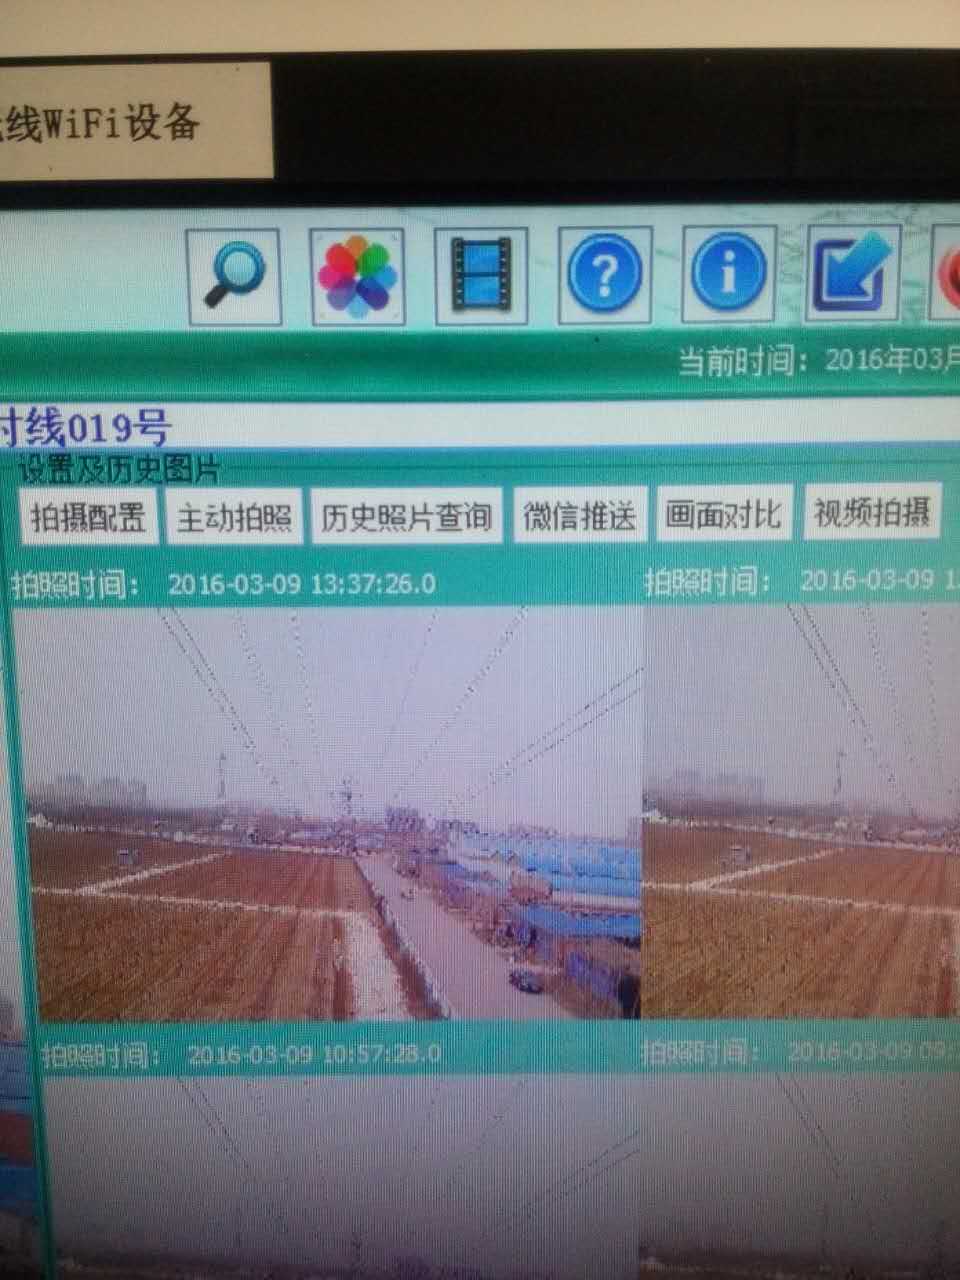 线WiFi设备
当前时间：2016年03月
线019号
设置及历史图片
拍摄配置 主动拍照 历史照片查询 微信推送 画面对比 视频拍摄
拍照时间： 2016-03-09 13:37:26.0 拍照时间： 2016-03-09
拍照时间： 2016-03-09 10:57:28.0 拍照时间： 2016-03-09 09: